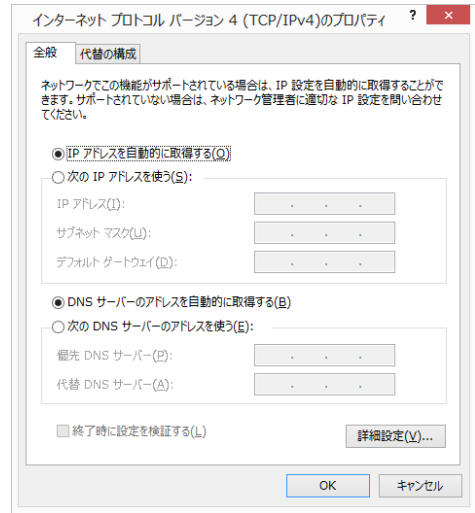 インターネット プロトコル バージョン 4 (TCP/IPv4)のプロパティ ? ×
全般 代替の構成
ネットワークでこの機能がサポートされている場合は、IP 設定を自動的に取得することがで
きます。サポートされていない場合は、ネットワーク管理者に適切な IP 設定を問い合わせ
てください。
IP アドレスを自動的に取得する(O)
次の IP アドレスを使う(S):
IP アドレス(I):
サブネット マスク(U):
デフォルト ゲートウェイ(D):
DNS サーバーのアドレスを自動的に取得する(B)
次の DNS サーバーのアドレスを使う(E):
優先 DNS サーバー(P):
代替 DNS サーバー(A):
終了時に設定を検証する(L)
詳細設定(V)...
OK キャンセル